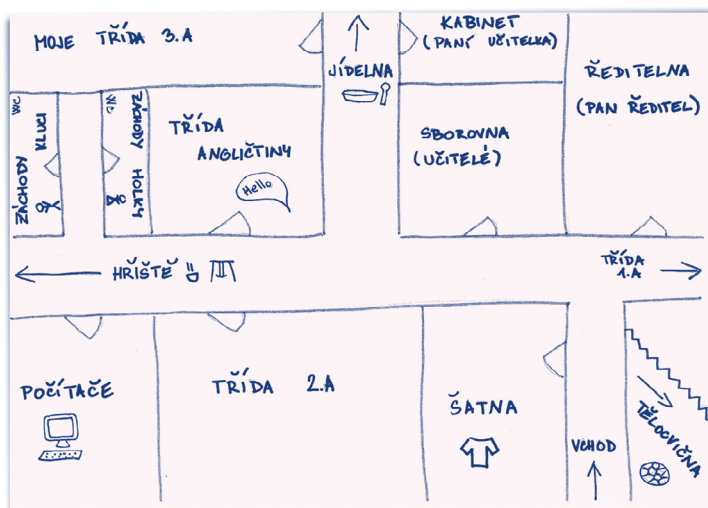 MOJE TŘÍDA 3.A
JÍDELNA
KABINET
(PANÍ UČITELKA)
ŘEDITELNA
(PAN ŘEDITEL)
WC
ZÁCHODY KLUCI
WC
ZÁCHODY HOLKY
TŘÍDA
ANGLIČTINY
Hello
SBOROVNA
(UČITELÉ)
HŘIŠTĚ
TŘÍDA
1.A
POČÍTAČE
TŘÍDA 2.A
ŠATNA
VCHOD
TĚLOCVIČNA